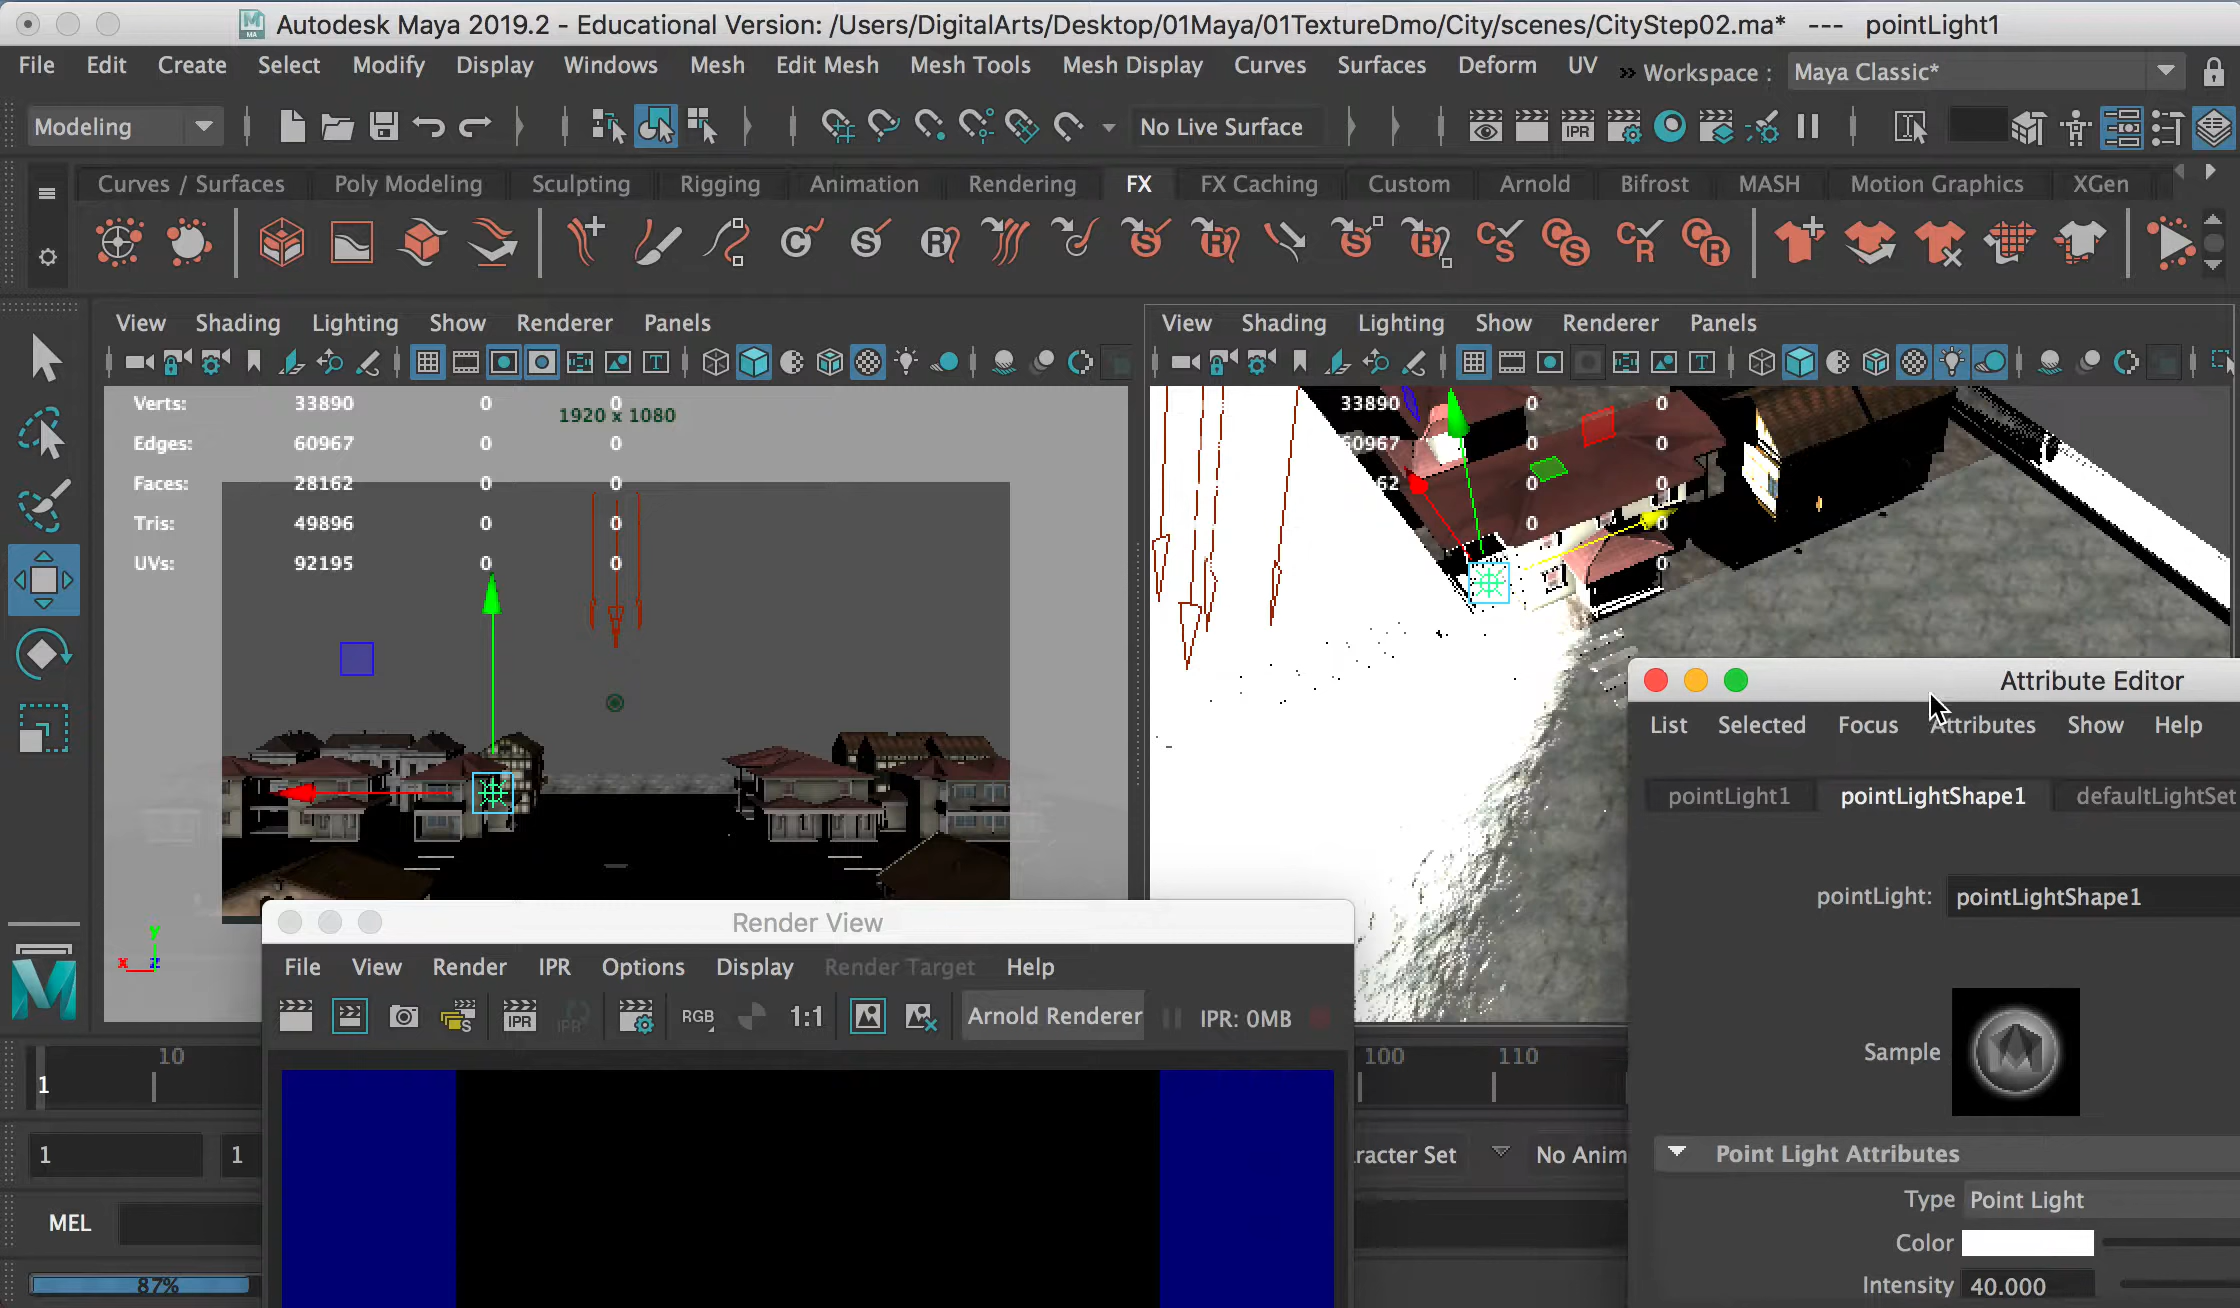 Autodesk Maya 2019.2 - Educational Version: /Users/DigitalArts/Desktop/01Maya/01TextureDmo/City/scenes/CityStep02.ma* --- pointLight1
File Edit Create Select Modify Display Windows Mesh Edit Mesh Mesh Tools Mesh Display Curves Surfaces Deform UV Workspace : Maya Classic*
Modeling No Live Surface IPR
Curves / Surfaces Poly Modeling Sculpting Rigging Animation Rendering FX FX Caching Custom Arnold Bifrost MASH Motion Graphics XGen
View Shading Lighting Show Renderer Panels
Verts: 33890 0 0
1920 x 1080
Edges: 60967 0 0
Faces: 28162 0 0
Tris: 49896 0 0
UVs: 92195 0 0
y
x z
View Shading Lighting Show Renderer Panels
33890 0 0
60967 0 0
62 0 0
0 0
0
Attribute Editor
List Selected Focus Attributes Show Help
pointLight1 pointLightShape1 defaultLightSet
pointLight: pointLightShape1
Sample
Point Light Attributes
Type Point Light
Color
Intensity 40.000
Render View
File View Render IPR Options Display Render Target Help
IPR IPR RGB 1:1 Arnold Renderer IPR: 0MB
10 100 110
1
1 1 racter Set No Anim
MEL
87%